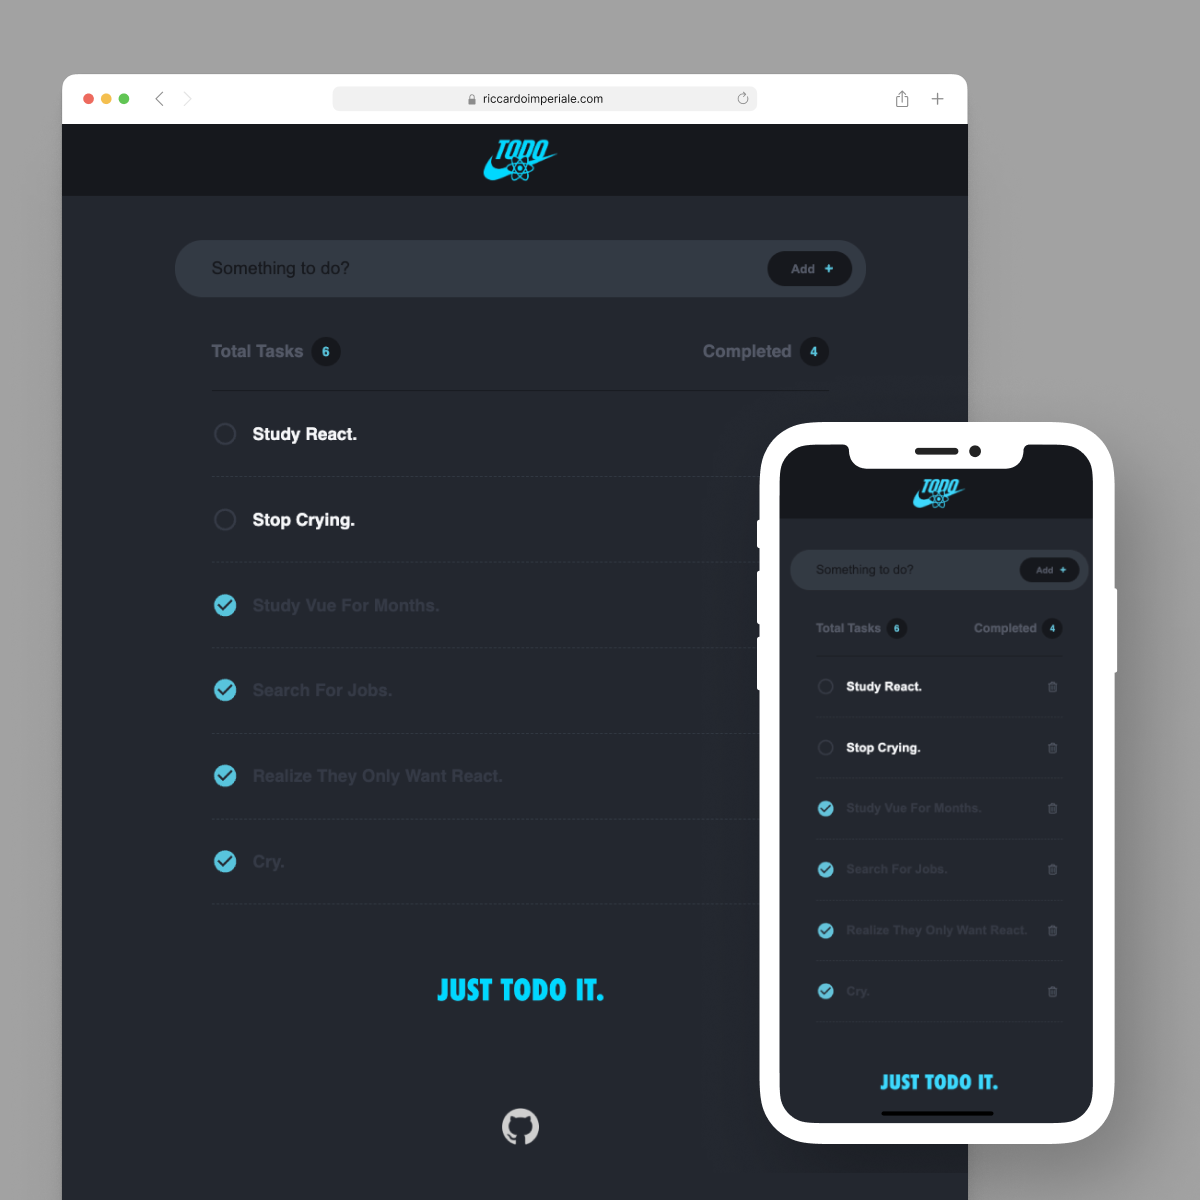 riccardoimperiale.com
TODO
Something to do?
Add +
Total Tasks 6
Completed 4
Study React.
Stop Crying.
Study Vue For Months.
Search For Jobs.
Realize They Only Want React.
Cry.
JUST TODO IT.
TODO
Something to do?
Add +
Total Tasks 6
Completed 4
Study React.
Stop Crying.
Study Vue For Months.
Search For Jobs.
Realize They Only Want React.
Cry.
JUST TODO IT.